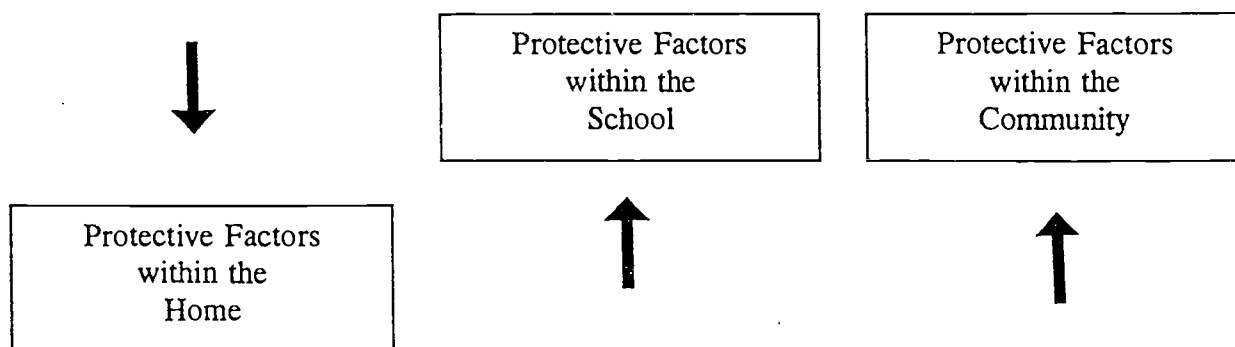 Protective Factors
within the
School
Protective Factors
within the
Community
Protective Factors
within the
Home